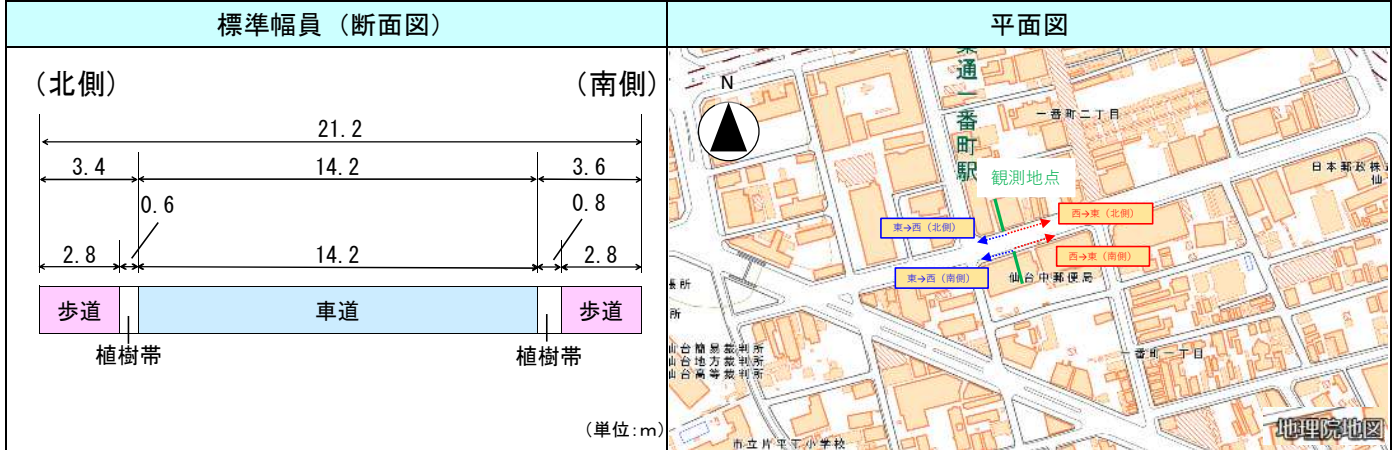 標準幅員（断面図）
平面図
（北側）
（南側）
21.2
3.4
14.2
3.6
0.6
0.8
2.8
14.2
2.8
歩道
車道
歩道
植樹帯
植樹帯
（単位：m）
N
東通一番町駅
一番町二丁目
日本郵政株
仙
観測地点
西→東（北側）
東→西（北側）
西→東（南側）
東→西（南側）
仙台中郵便局
所
所
仙台簡易裁判所
仙台地方裁判所
仙台高等裁判所
一番町一丁目
市立片平丁小学校
地理院地図